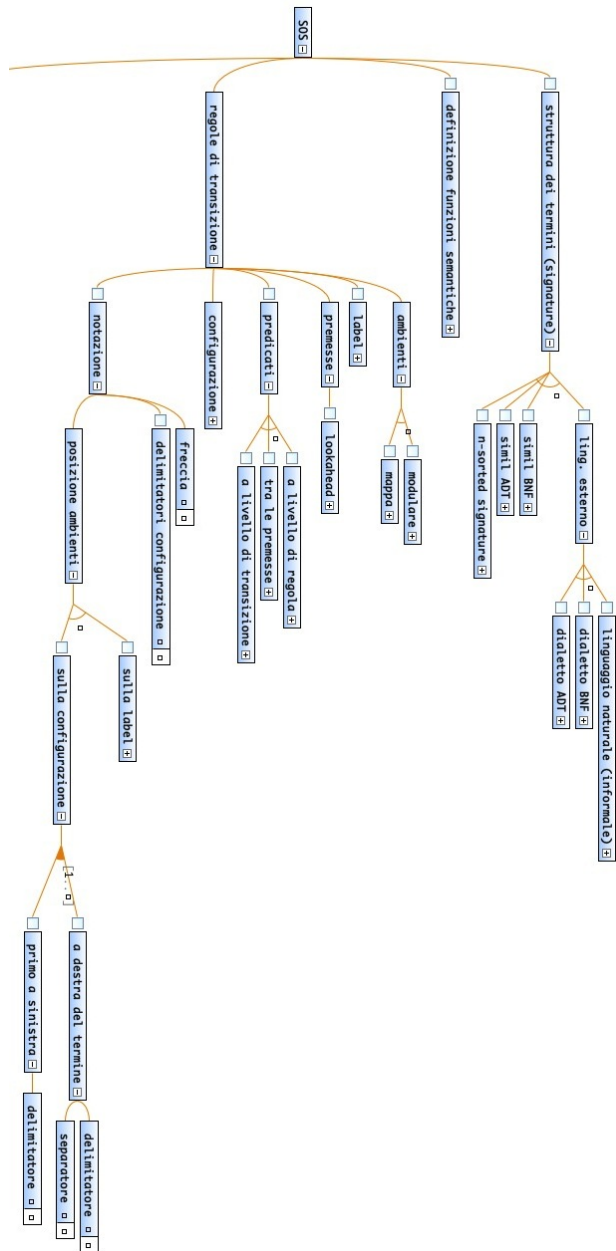 SOS
struttura dei termini (signature)
ling. esterno
linguaggio naturale (informale)
dialetto BNF
dialetto ADT
simil BNF
simil ADT
n-sorted signature
definizione funzioni semantiche
regole di transizione
ambienti
modulare
mappa
label
premesse
lookahead
predicati
a livello di regola
tra le premesse
a livello di transizione
configurazione
notazione
freccia
delimitatori configurazione
posizione ambienti
sulla label
sulla configurazione
[1..]
a destra del termine
delimitatore
separatore
primo a sinistra
delimitatore